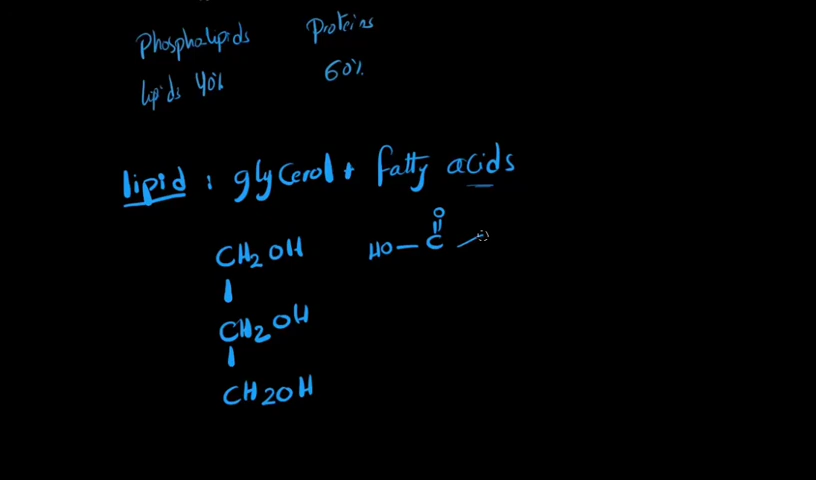 Phospholipids Proteins
lipids 40% 60%
lipid : glycerol + fatty acids
O
CH2OH HO—C
CH2OH
CH2OH